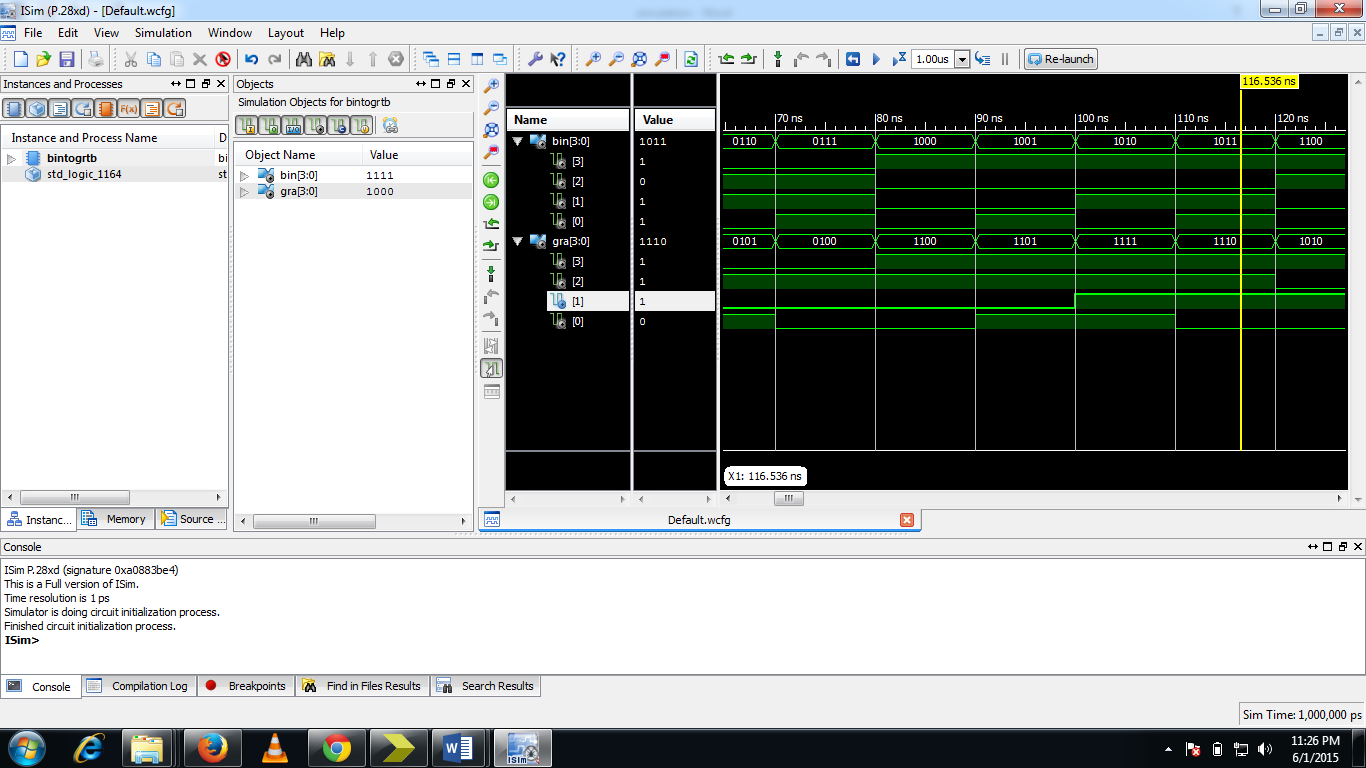 ISim (P.28xd) - [Default.wcfg]
File Edit View Simulation Window Layout Help
1.00us Re-launch
Instances and Processes
Instance and Process Name D
bintogrtb bi
std_logic_1164 st
Instanc... Memory Source ...
Objects
Simulation Objects for bintogrtb
Object Name Value
bin[3:0] 1111
gra[3:0] 1000
116.536 ns
Name Value 70 ns 80 ns 90 ns 100 ns 110 ns 120 ns
bin[3:0] 1011 0110 0111 1000 1001 1010 1011 1100
[3] 1
[2] 0
[1] 1
[0] 1
gra[3:0] 1110 0101 0100 1100 1101 1111 1110 1010
[3] 1
[2] 1
[1] 1
[0] 0
X1: 116.536 ns
Default.wcfg
Console
ISim P.28xd (signature 0xa0883be4)
This is a Full version of ISim.
Time resolution is 1 ps
Simulator is doing circuit initialization process.
Finished circuit initialization process.
ISim>
Console Compilation Log Breakpoints Find in Files Results Search Results
Sim Time: 1,000,000 ps
11:26 PM
6/1/2015